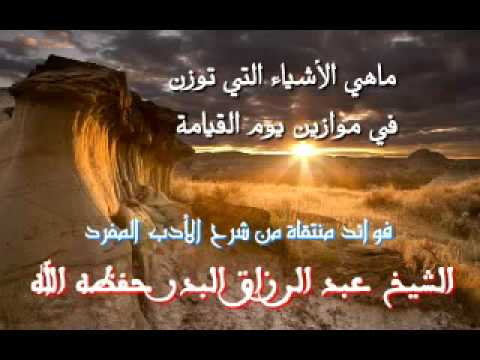 ماهي الأشياء التي توزن
في موازين يوم القيامة
فوائد منتقاة من شرح الأدب المفرد
الشيخ عبد الرزاق البدر حفظه الله